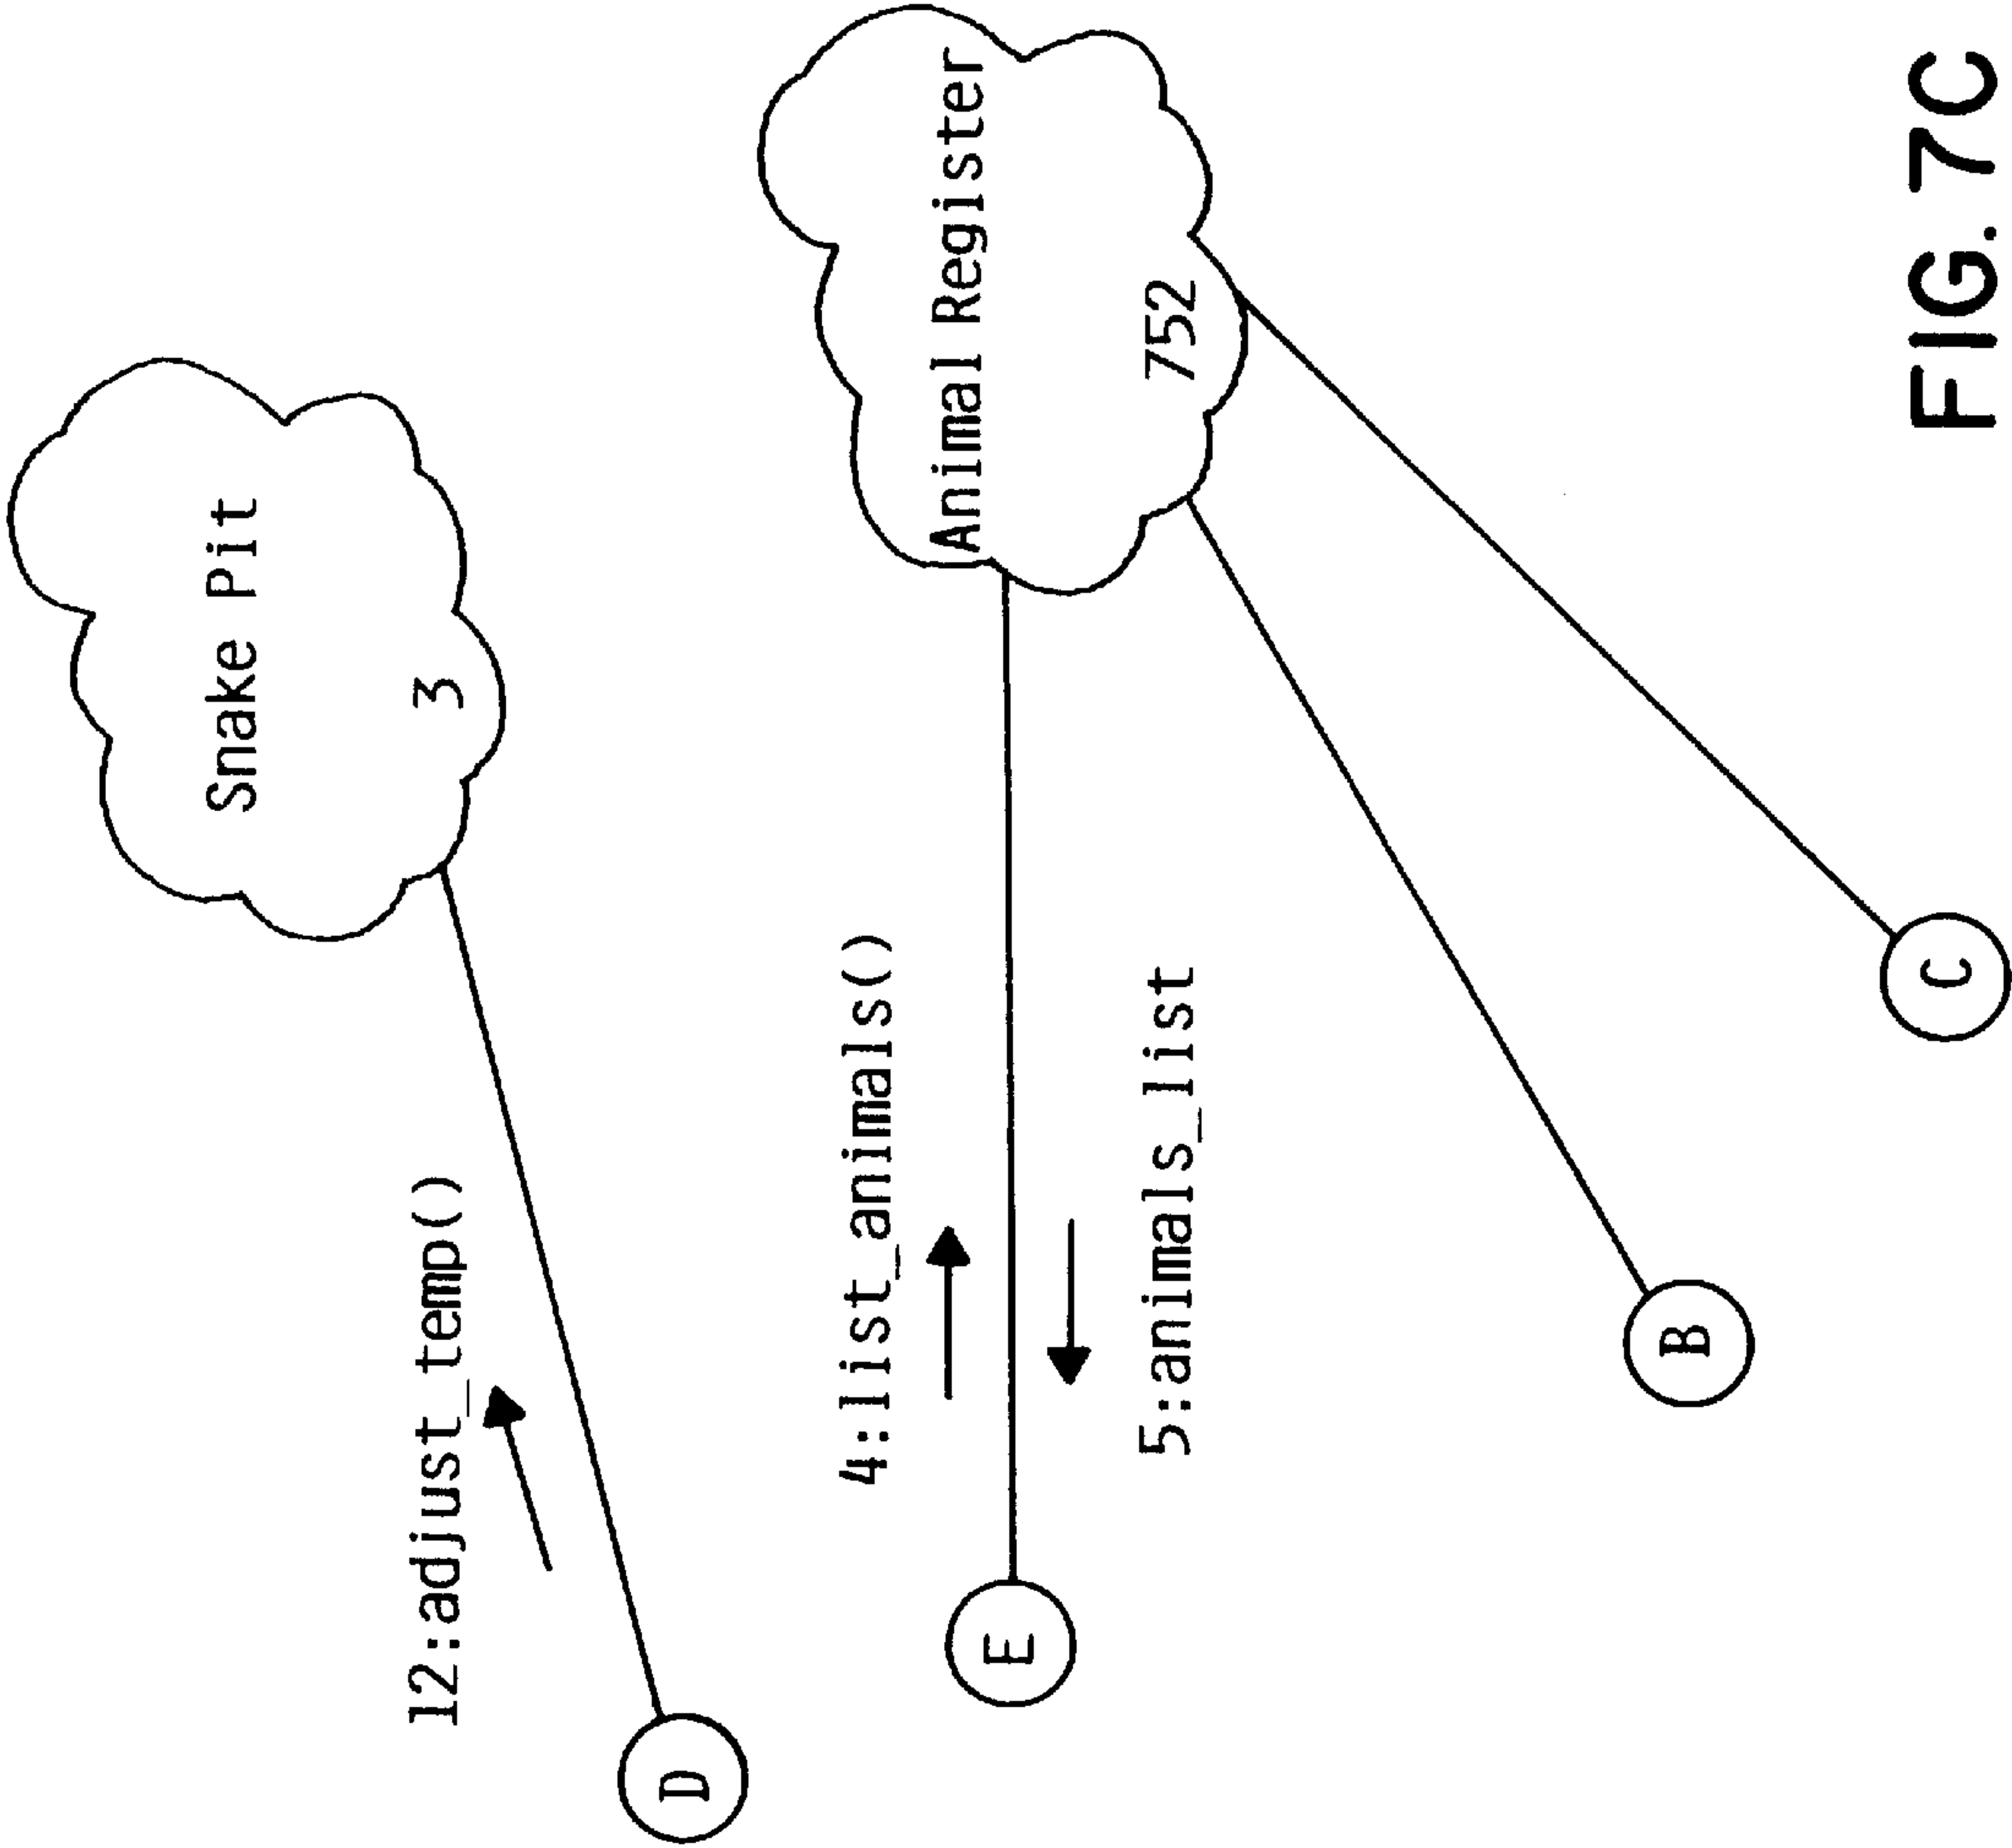 Snake Pit
3
12:adjust_temp()
D
Animal Register
752
4:list_animals()
E
5:animals_list
B
C
FIG. 7C